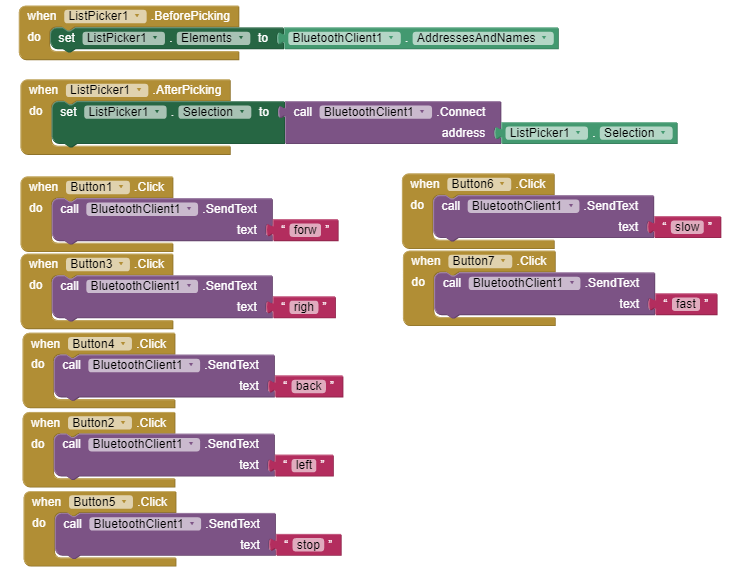 when ListPicker1 .BeforePicking
do set ListPicker1 . Elements to BluetoothClient1 . AddressesAndNames
when ListPicker1 .AfterPicking
do set ListPicker1 . Selection to call BluetoothClient1 .Connect
address ListPicker1 . Selection
when Button1 .Click
do call BluetoothClient1 .SendText
text “ forw ”
when Button3 .Click
do call BluetoothClient1 .SendText
text “ righ ”
when Button4 .Click
do call BluetoothClient1 .SendText
text “ back ”
when Button2 .Click
do call BluetoothClient1 .SendText
text “ left ”
when Button5 .Click
do call BluetoothClient1 .SendText
text “ stop ”
when Button6 .Click
do call BluetoothClient1 .SendText
text “ slow ”
when Button7 .Click
do call BluetoothClient1 .SendText
text “ fast ”